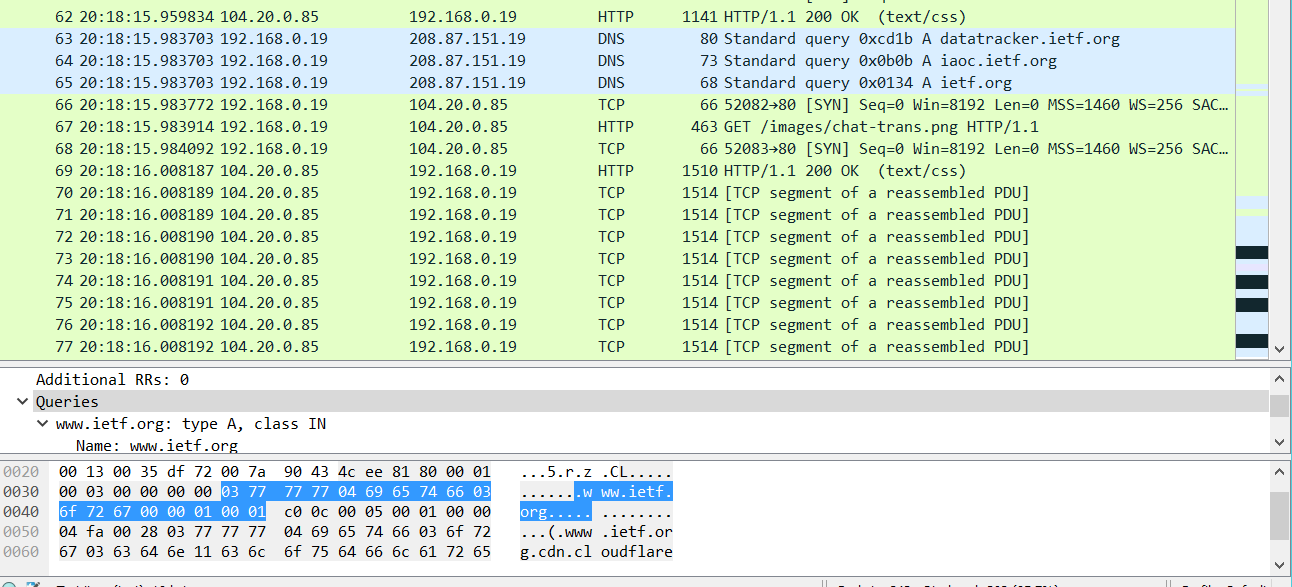 62 20:18:15.959834 104.20.0.85 192.168.0.19 HTTP 1141 HTTP/1.1 200 OK (text/css)
63 20:18:15.983703 192.168.0.19 208.87.151.19 DNS 80 Standard query 0xcd1b A datatracker.ietf.org
64 20:18:15.983703 192.168.0.19 208.87.151.19 DNS 73 Standard query 0x0b0b A iaoc.ietf.org
65 20:18:15.983703 192.168.0.19 208.87.151.19 DNS 68 Standard query 0x0134 A ietf.org
66 20:18:15.983772 192.168.0.19 104.20.0.85 TCP 66 52082→80 [SYN] Seq=0 Win=8192 Len=0 MSS=1460 WS=256 SAC…
67 20:18:15.983914 192.168.0.19 104.20.0.85 HTTP 463 GET /images/chat-trans.png HTTP/1.1
68 20:18:15.984092 192.168.0.19 104.20.0.85 TCP 66 52083→80 [SYN] Seq=0 Win=8192 Len=0 MSS=1460 WS=256 SAC…
69 20:18:16.008187 104.20.0.85 192.168.0.19 HTTP 1510 HTTP/1.1 200 OK (text/css)
70 20:18:16.008189 104.20.0.85 192.168.0.19 TCP 1514 [TCP segment of a reassembled PDU]
71 20:18:16.008189 104.20.0.85 192.168.0.19 TCP 1514 [TCP segment of a reassembled PDU]
72 20:18:16.008190 104.20.0.85 192.168.0.19 TCP 1514 [TCP segment of a reassembled PDU]
73 20:18:16.008190 104.20.0.85 192.168.0.19 TCP 1514 [TCP segment of a reassembled PDU]
74 20:18:16.008191 104.20.0.85 192.168.0.19 TCP 1514 [TCP segment of a reassembled PDU]
75 20:18:16.008191 104.20.0.85 192.168.0.19 TCP 1514 [TCP segment of a reassembled PDU]
76 20:18:16.008192 104.20.0.85 192.168.0.19 TCP 1514 [TCP segment of a reassembled PDU]
77 20:18:16.008192 104.20.0.85 192.168.0.19 TCP 1514 [TCP segment of a reassembled PDU]
Additional RRs: 0
Queries
www.ietf.org: type A, class IN
Name: www.ietf.org
0020 00 13 00 35 df 72 00 7a 90 43 4c ee 81 80 00 01 ...5.r.z .CL.....
0030 00 03 00 00 00 00 00 03 77 77 77 04 69 65 74 66 03 .......w ww.ietf.
0040 6f 72 67 00 00 01 00 01 c0 0c 00 05 00 01 00 00 org..... ........
0050 04 fa 00 28 03 77 77 77 04 69 65 74 66 03 6f 72 ...(.www .ietf.or
0060 67 03 63 64 6e 11 63 6c 6f 75 64 66 6c 61 72 65 g.cdn.cl oudflare